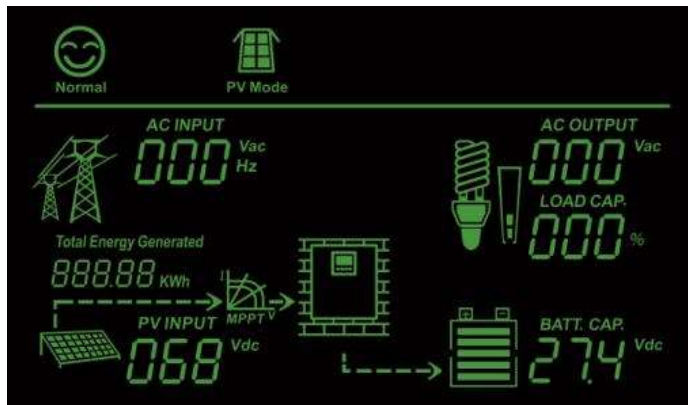 Normal
PV Mode
AC INPUT
000 Vac
Hz
AC OUTPUT
000 Vac
LOAD CAP.
000 %
Total Energy Generated
888.88 KWh
I
MPPT V
PV INPUT
068 Vdc
+ -
BATT. CAP.
27.4 Vdc